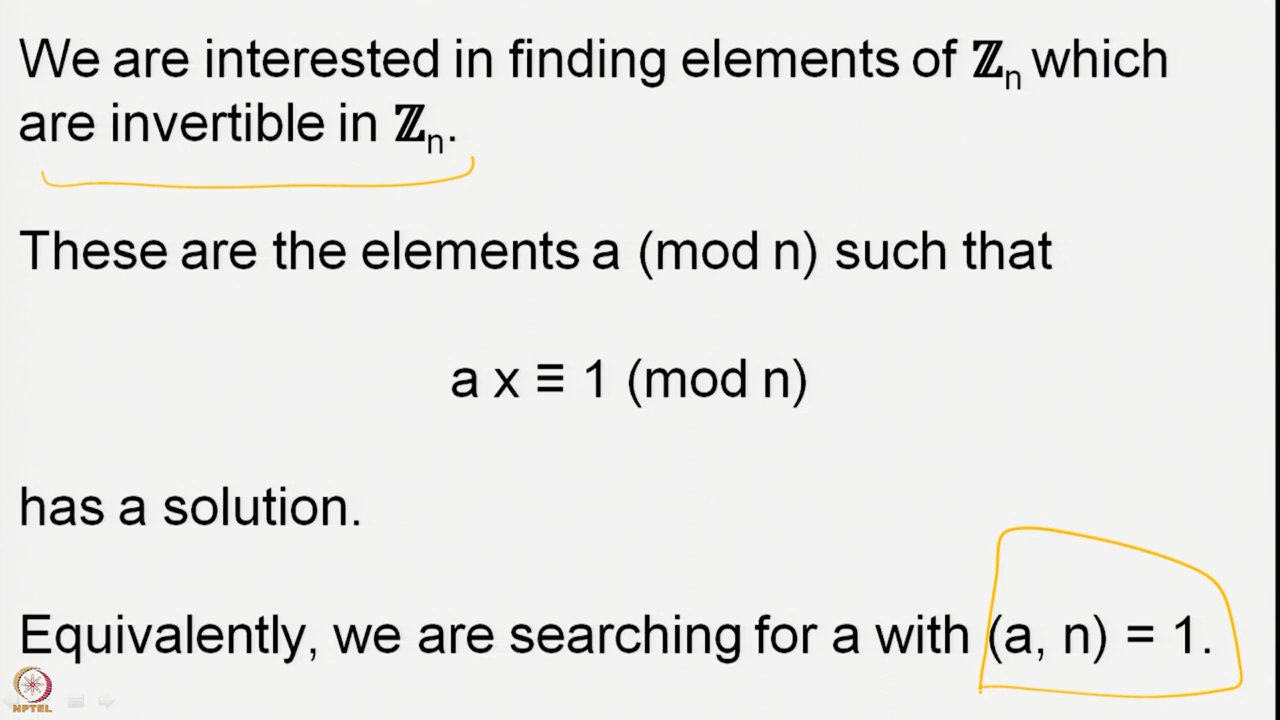 We are interested in finding elements of ℤₙ which
are invertible in ℤₙ.
These are the elements a (mod n) such that
a x ≡ 1 (mod n)
has a solution.
Equivalently, we are searching for a with (a, n) = 1.
NPTEL